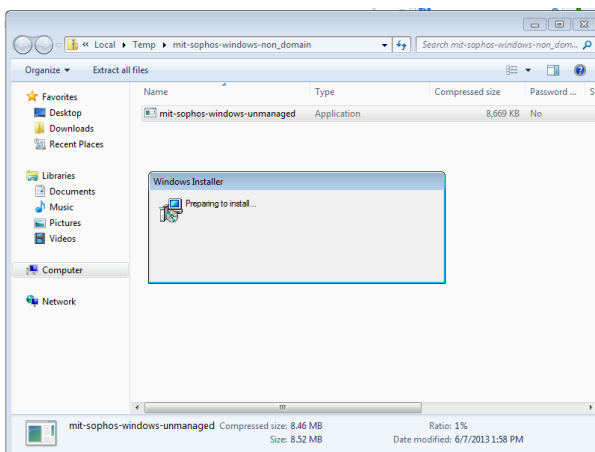 « Local ▸ Temp ▸ mit-sophos-windows-non_domain
Search mit-sophos-windows-non_dom...
Organize Extract all files
Name Type Compressed size Password ... S
Favorites
Desktop
Downloads
Recent Places
Libraries
Documents
Music
Pictures
Videos
Computer
Network
mit-sophos-windows-unmanaged Application 8,669 KB No
Windows Installer
Preparing to install...
mit-sophos-windows-unmanaged Compressed size: 8.46 MB Ratio: 1%
Size: 8.52 MB Date modified: 6/7/2013 1:58 PM